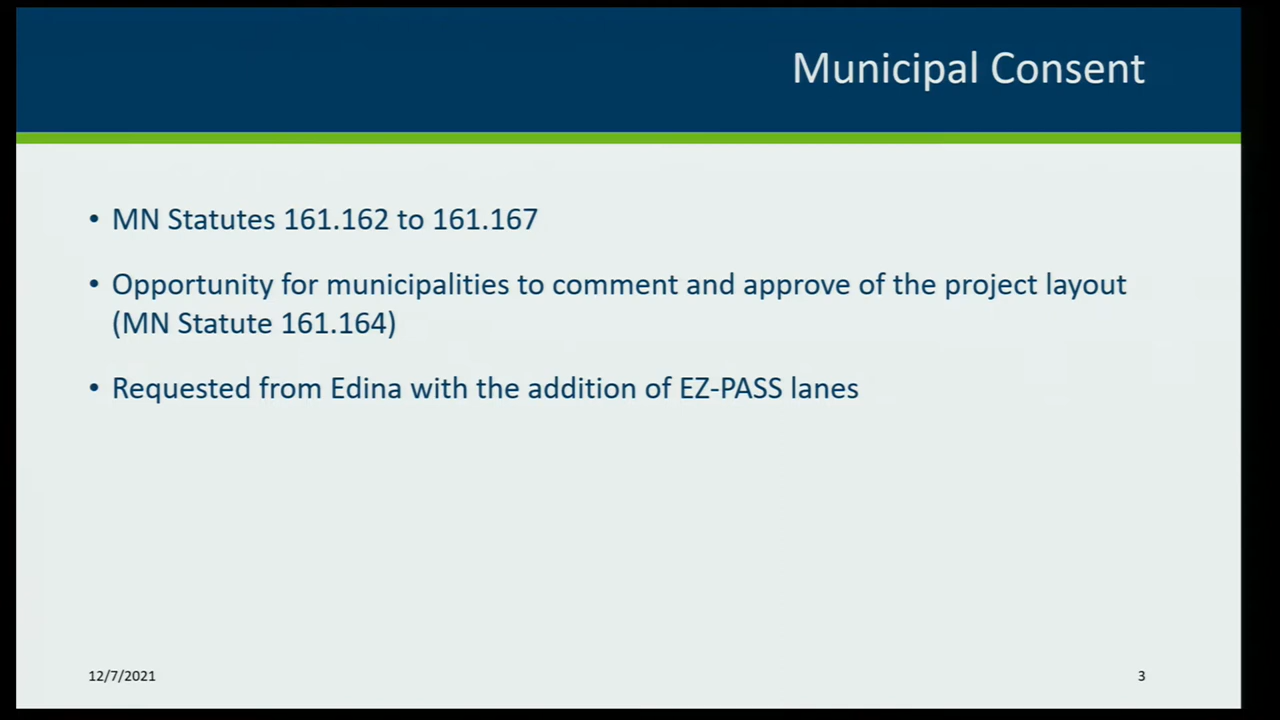 Municipal Consent
• MN Statutes 161.162 to 161.167
• Opportunity for municipalities to comment and approve of the project layout
(MN Statute 161.164)
• Requested from Edina with the addition of EZ-PASS lanes
12/7/2021
3